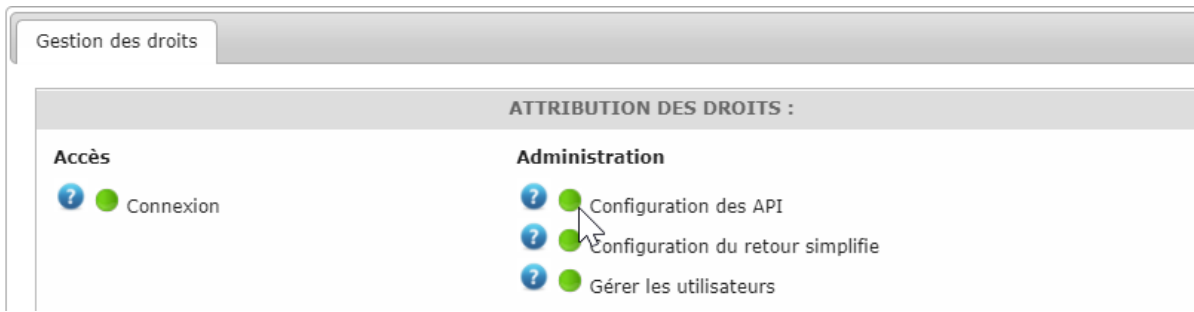 Gestion des droits
ATTRIBUTION DES DROITS :
Accès
? Connexion
Administration
? Configuration des API
? Configuration du retour simplifie
? Gérer les utilisateurs